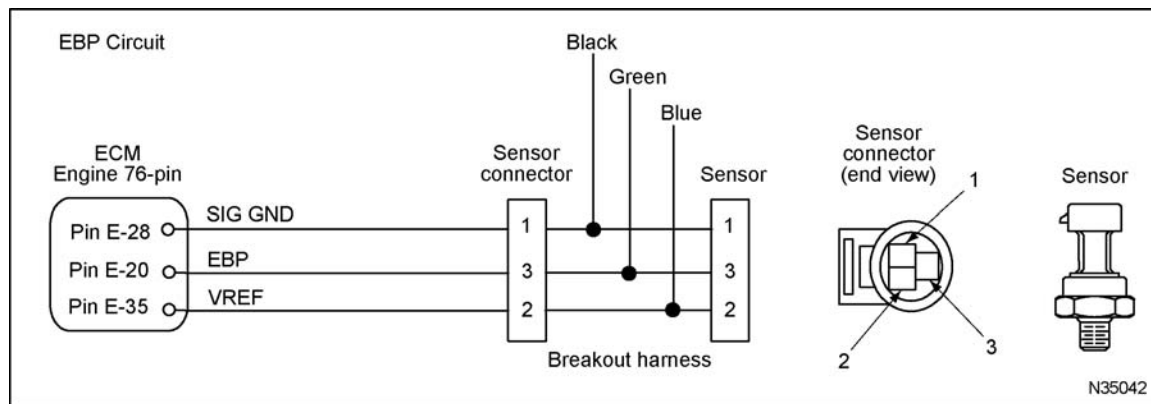 EBP Circuit
Black
Green
Blue
ECM
Engine 76-pin
Pin E-28
Pin E-20
Pin E-35
SIG GND
EBP
VREF
Sensor
connector
1
3
2
Sensor
1
3
2
Breakout harness
Sensor
connector
(end view)
1
2
3
Sensor
N35042